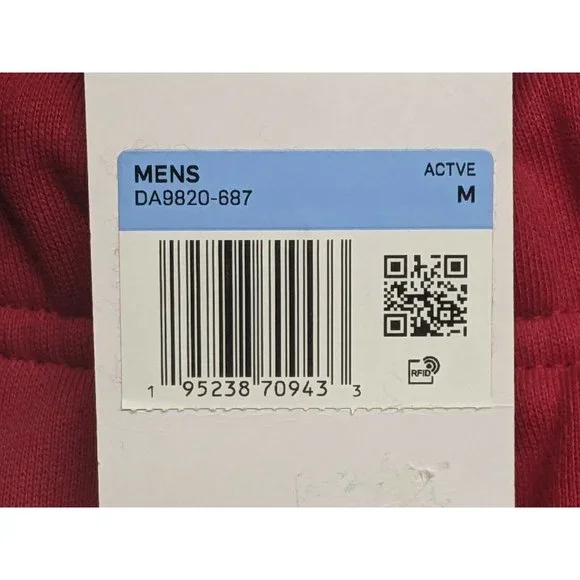 MENS
DA9820-687
ACTVE
M
1 95238 70943 3
RFID